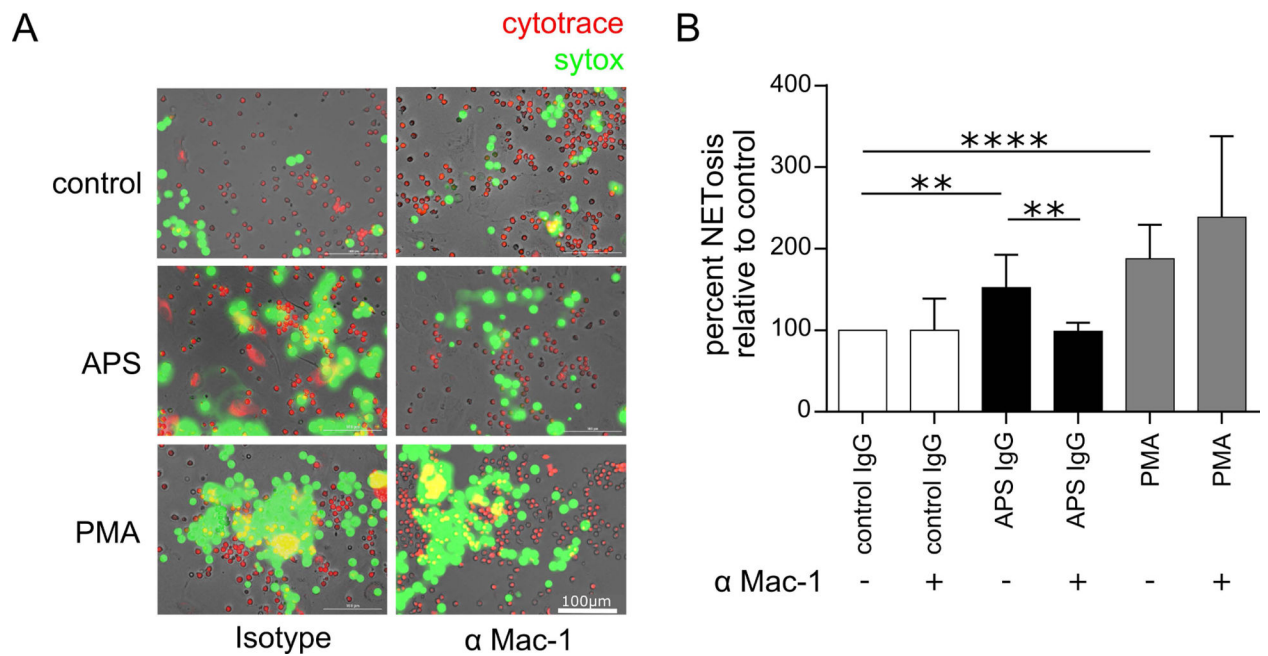 A
cytotrace
sytox
control
APS
PMA
100µm
Isotype
α Mac-1
B
percent NETosis
relative to control
400
300
200
100
0
****
**
**
control IgG
control IgG
APS IgG
APS IgG
PMA
PMA
α Mac-1 - + - + - +